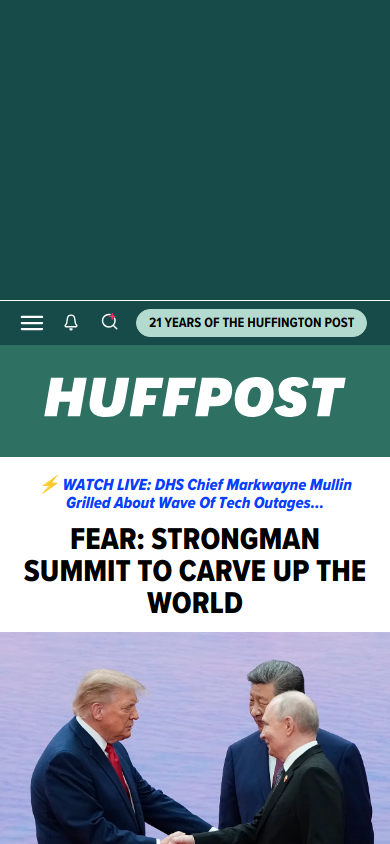 21 YEARS OF THE HUFFINGTON POST
HUFFPOST
⚡ WATCH LIVE: DHS Chief Markwayne Mullin
Grilled About Wave Of Tech Outages...
FEAR: STRONGMAN
SUMMIT TO CARVE UP THE
WORLD